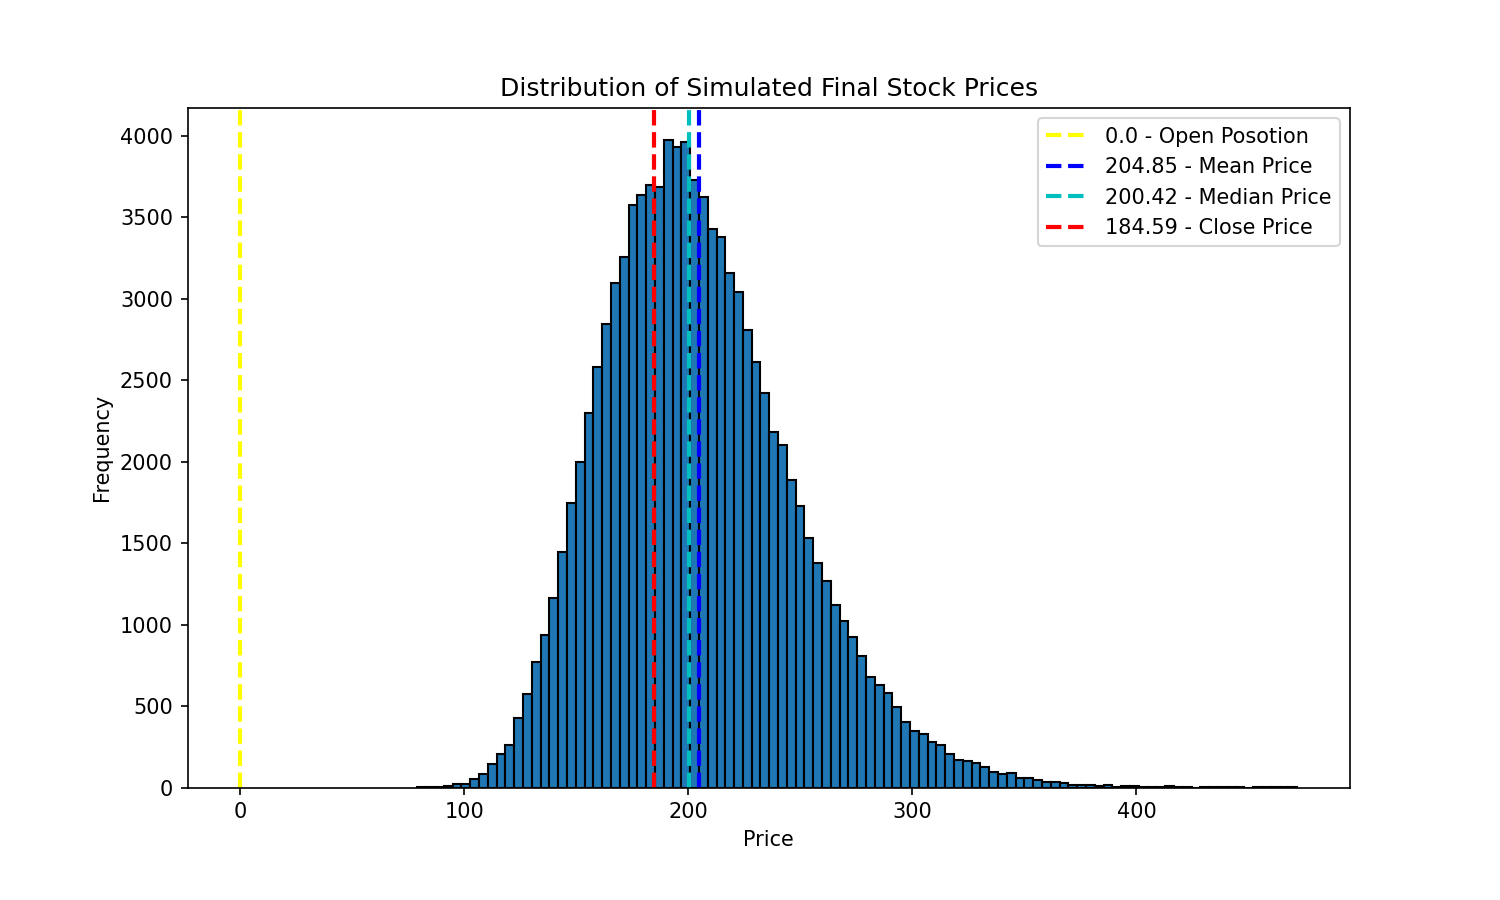 Distribution of Simulated Final Stock Prices
0.0 - Open Posotion
204.85 - Mean Price
200.42 - Median Price
184.59 - Close Price
4000
3500
3000
2500
2000
1500
1000
500
0
Frequency
0 100 200 300 400
Price